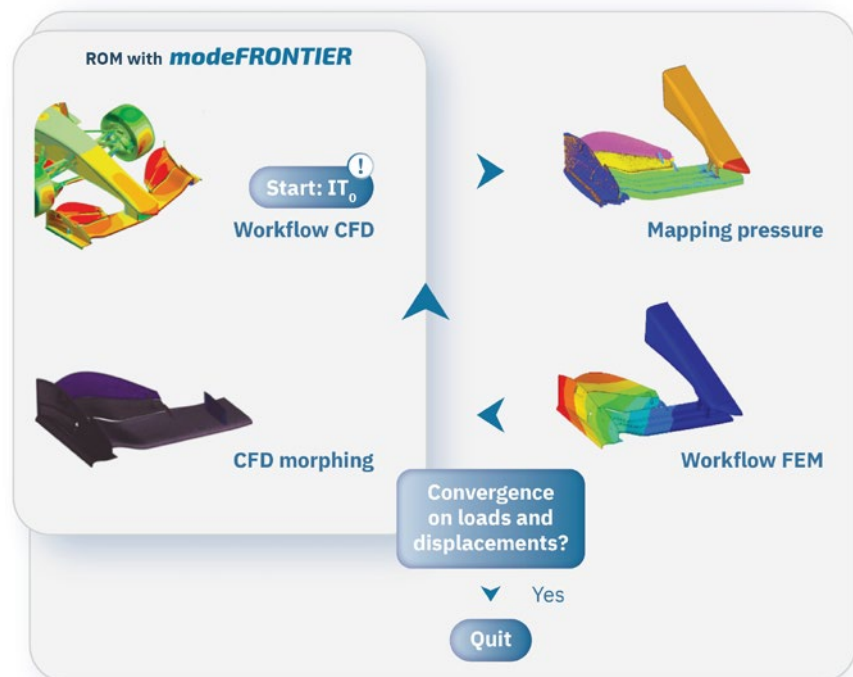 ROM with modeFRONTIER
!
Start: IT0
Workflow CFD
Mapping pressure
CFD morphing
Workflow FEM
Convergence
on loads and
displacements?
Yes
Quit